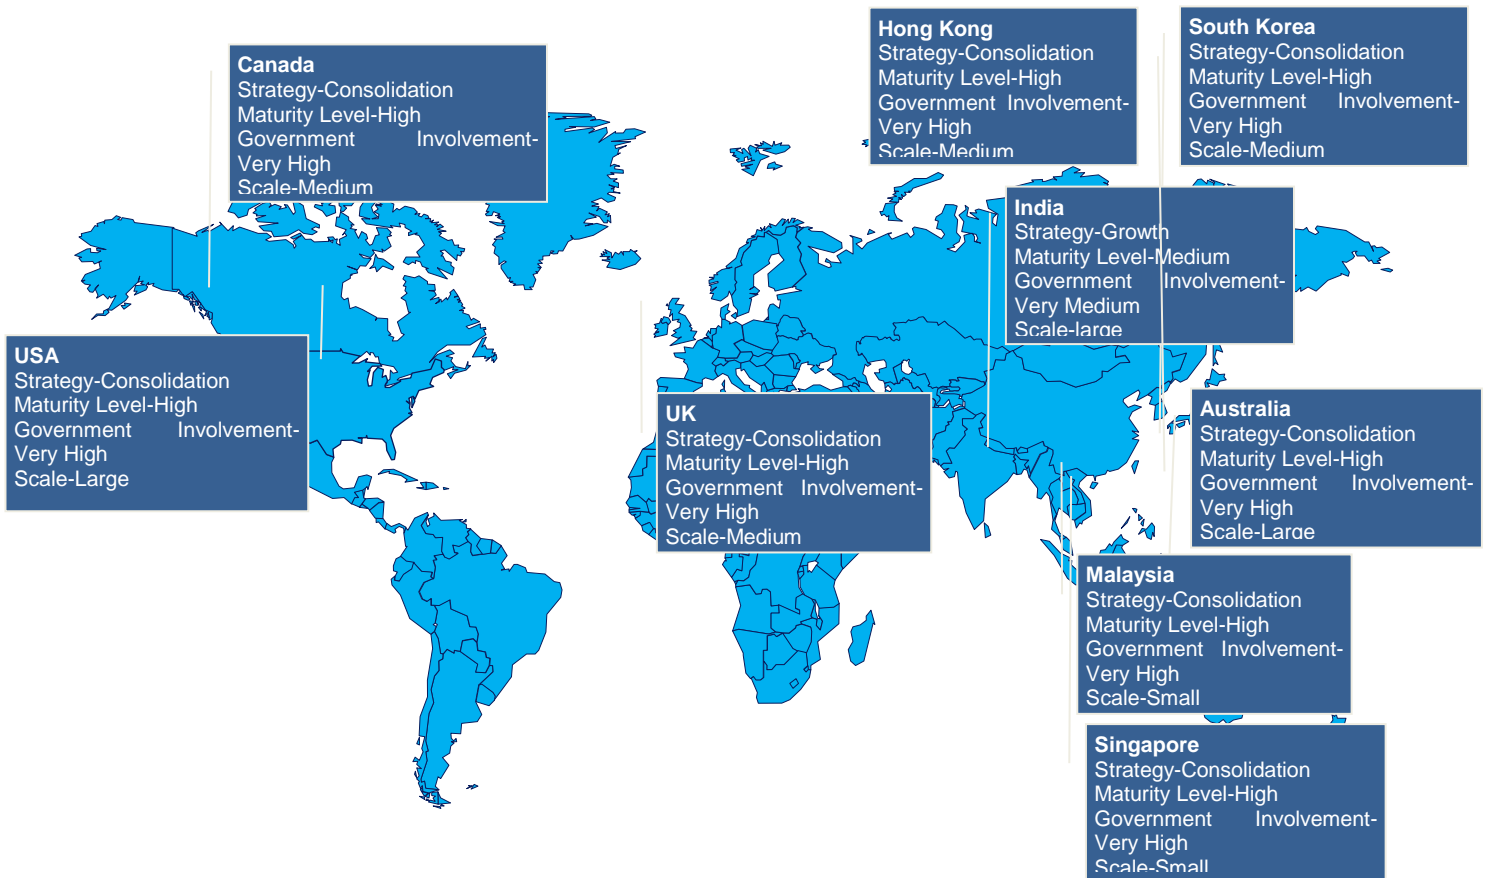 Canada
Strategy-Consolidation
Maturity Level-High
Government Involvement-
Very High
Scale-Medium
Hong Kong
Strategy-Consolidation
Maturity Level-High
Government Involvement-
Very High
Scale-Medium
South Korea
Strategy-Consolidation
Maturity Level-High
Government Involvement-
Very High
Scale-Medium
India
Strategy-Growth
Maturity Level-Medium
Government Involvement-
Very Medium
Scale-large
USA
Strategy-Consolidation
Maturity Level-High
Government Involvement-
Very High
Scale-Large
UK
Strategy-Consolidation
Maturity Level-High
Government Involvement-
Very High
Scale-Medium
Australia
Strategy-Consolidation
Maturity Level-High
Government Involvement-
Very High
Scale-Large
Malaysia
Strategy-Consolidation
Maturity Level-High
Government Involvement-
Very High
Scale-Small
Singapore
Strategy-Consolidation
Maturity Level-High
Government Involvement-
Very High
Scale-Small